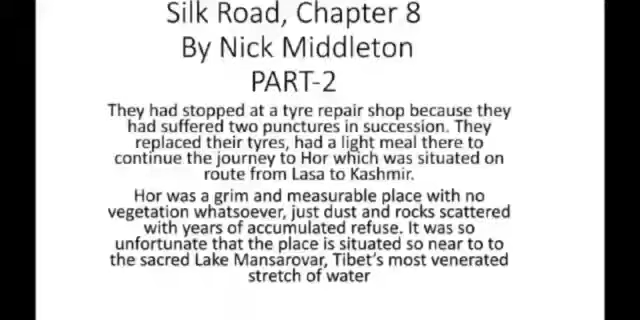 Silk Road, Chapter 8
By Nick Middleton
PART-2
They had stopped at a tyre repair shop because they
had suffered two punctures in succession. They
replaced their tyres, had a light meal there to
continue the journey to Hor which was situated on
route from Lasa to Kashmir.
Hor was a grim and measurable place with no
vegetation whatsoever, just dust and rocks scattered
with years of accumulated refuse. It was so
unfortunate that the place is situated so near to to
the sacred Lake Mansarovar, Tibet's most venerated
stretch of water